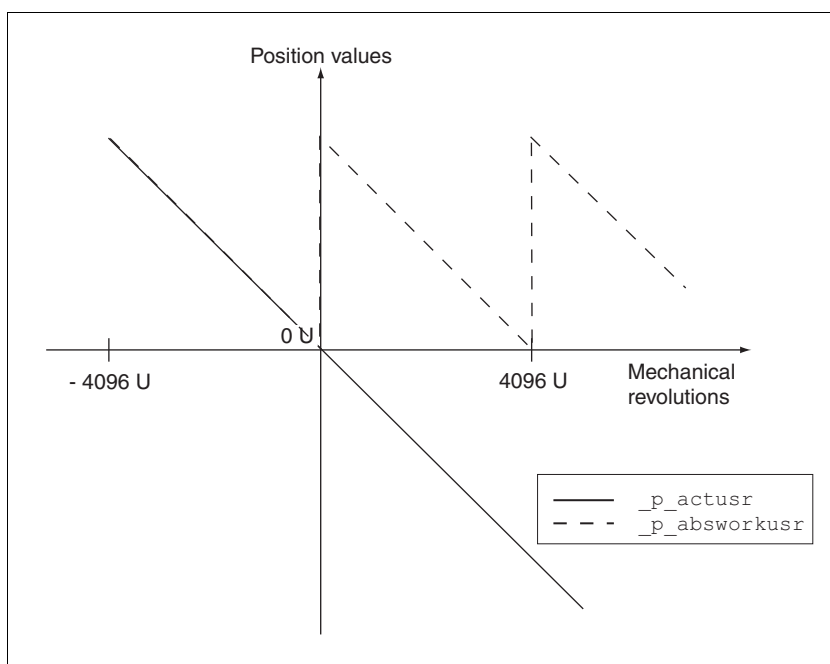 Position values
0 U
- 4096 U
4096 U
Mechanical
revolutions
_p_actusr
_p_absworkusr